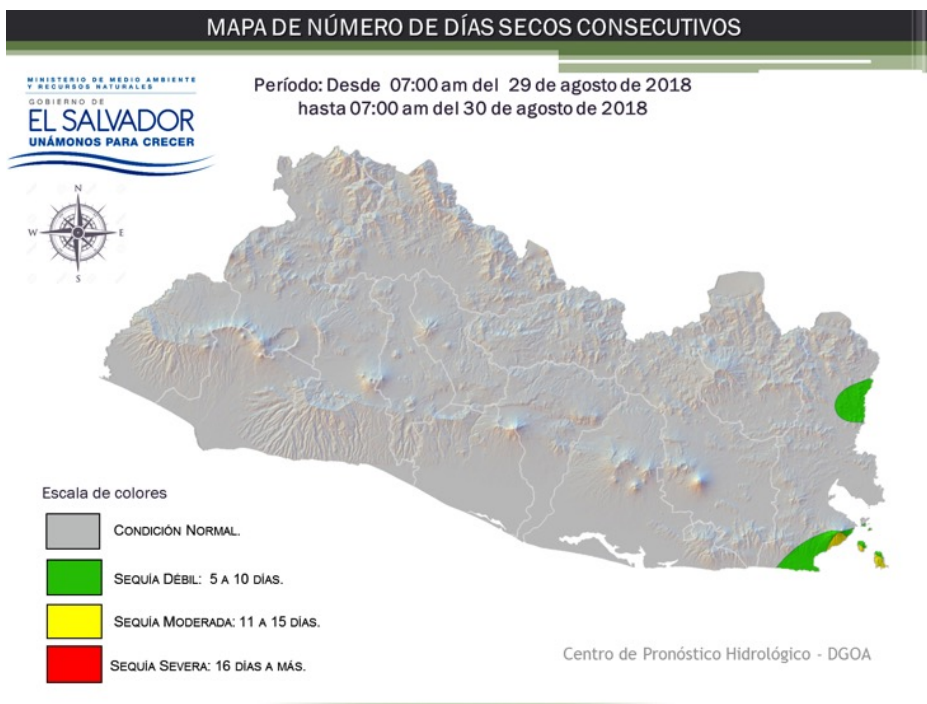 MAPA DE NÚMERO DE DÍAS SECOS CONSECUTIVOS
MINISTERIO DE MEDIO AMBIENTE
Y RECURSOS NATURALES
GOBIERNO DE
EL SALVADOR
UNÁMONOS PARA CRECER
Período: Desde 07:00 am del 29 de agosto de 2018
hasta 07:00 am del 30 de agosto de 2018
N
W
E
S
Escala de colores
CONDICIÓN NORMAL.
SEQUÍA DÉBIL: 5 A 10 DÍAS.
SEQUÍA MODERADA: 11 A 15 DÍAS.
SEQUÍA SEVERA: 16 DÍAS A MÁS.
Centro de Pronóstico Hidrológico - DGOA